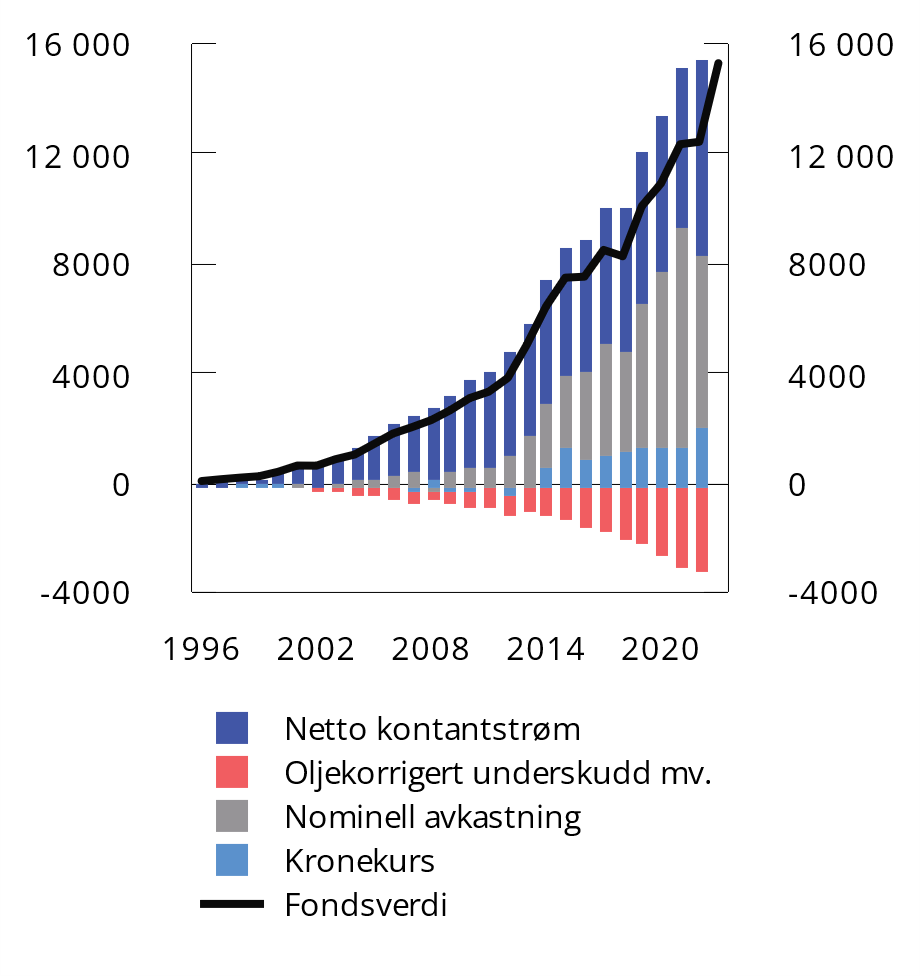 16 000 16 000
12 000 12 000
8000 8000
4000 4000
0 0
-4000 -4000
1996 2002 2008 2014 2020
Netto kontantstrøm
Oljekorrigert underskudd mv.
Nominell avkastning
Kronekurs
Fondsverdi